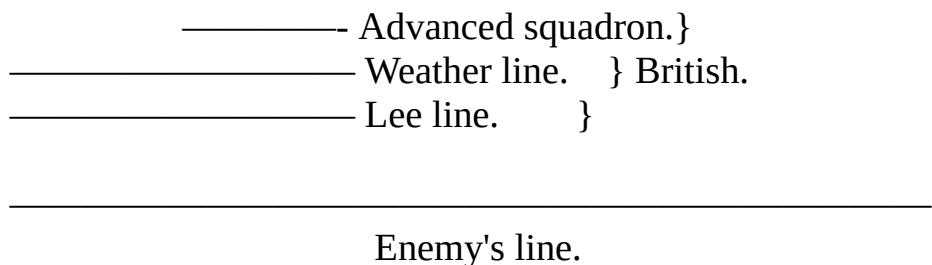 ————- Advanced squadron.}
————————— Weather line. } British.
————————— Lee line. }
————————————————————————
Enemy's line.